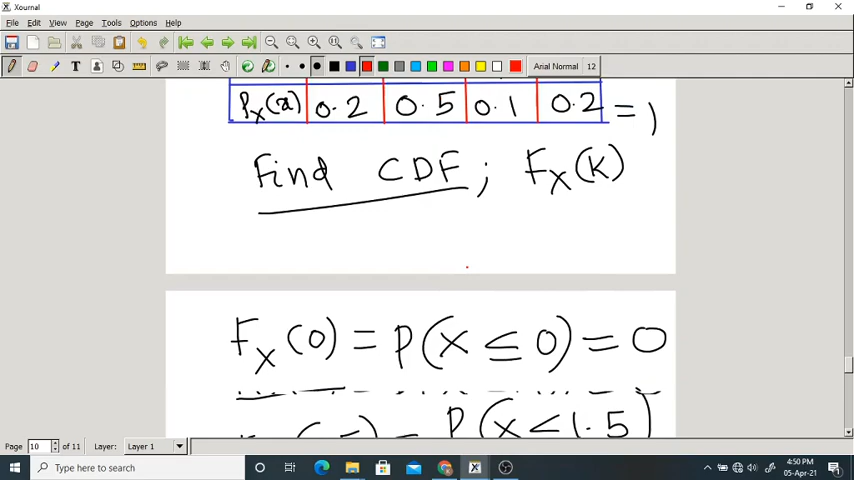 Xournal
File Edit View Page Tools Options Help
Arial Normal 12
Pₓ(x) 0.2 0.5 0.1 0.2 = 1
Find CDF ; Fₓ(K)
Fₓ(0) = P(X ≤ 0) = 0
P(X ≤ 1.5)
Page 10 of 11 Layer: Layer 1
Type here to search
4:50 PM
05-Apr-21